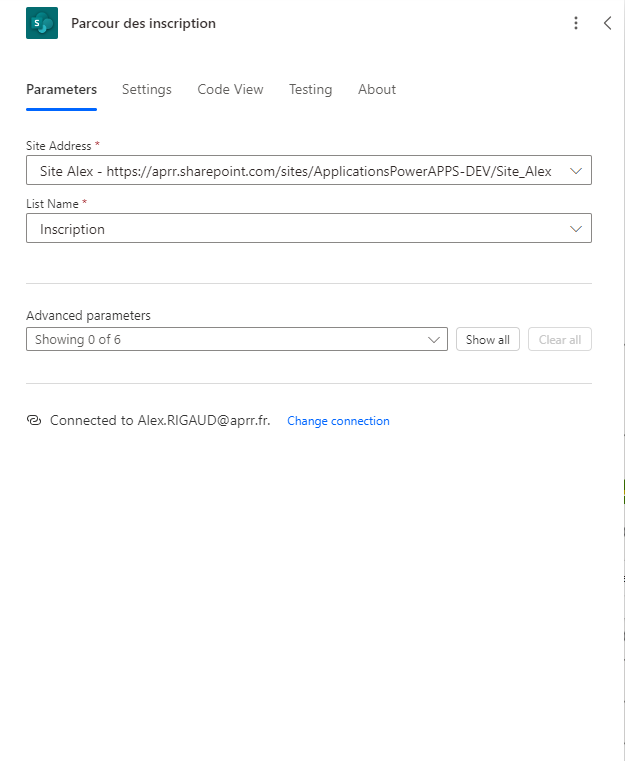 Parcour des inscription
Parameters Settings Code View Testing About
Site Address *
Site Alex - https://aprr.sharepoint.com/sites/ApplicationsPowerAPPS-DEV/Site_Alex
List Name *
Inscription
Advanced parameters
Showing 0 of 6 Show all Clear all
Connected to Alex.RIGAUD@aprr.fr. Change connection